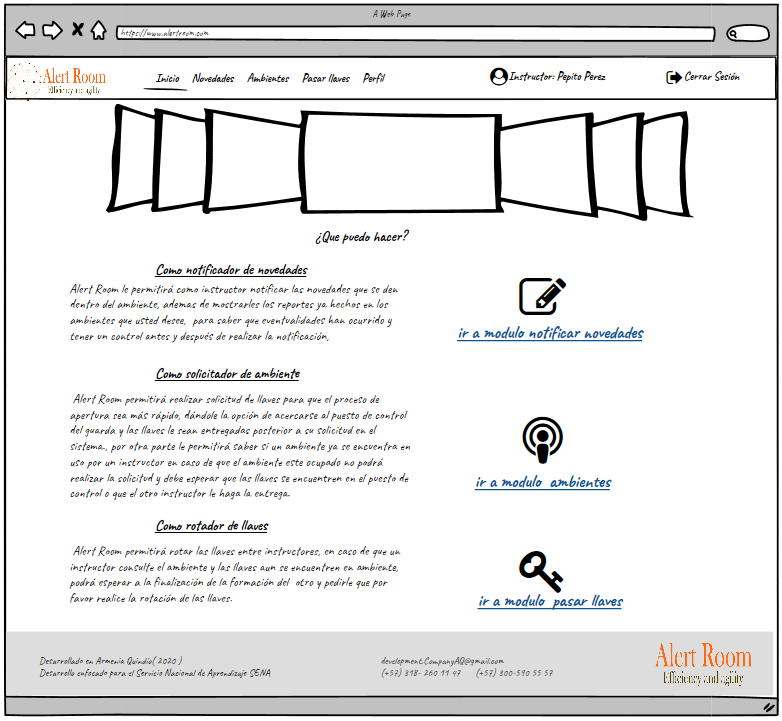 A Web Page
https://www.alertroom.com
Alert Room
Efficiency and agility
Inicio Novedades Ambientes Pasar llaves Perfil
Instructor: Pepito Perez
Cerrar Sesión
¿Que puedo hacer?
Como notificador de novedades
Alert Room le permitirá como instructor notificar las novedades que se den
dentro del ambiente, ademas de mostrarles los reportes ya hechos en los
ambientes que usted desee, para saber que eventualidades han ocurrido y
tener un control antes y después de realizar la notificación,
ir a modulo notificar novedades
Como solicitador de ambiente
Alert Room permitirá realizar solicitud de llaves para que el proceso de
apertura sea más rápido, dándole la opción de acercarse al puesto de control
del guarda y las llaves le sean entregadas posterior a su solicitud en el
sistema., por otra parte le permitirá saber si un ambiente ya se encuentra en
uso por un instructor en caso de que el ambiente este ocupado no podrá
realizar la solicitud y debe esperar que las llaves se encuentren en el puesto de
control o que el otro instructor le haga la entrega.
ir a modulo ambientes
Como rotador de llaves
Alert Room permitirá rotar las llaves entre instructores, en caso de que un
instructor consulte el ambiente y las llaves aun se encuentren en ambiente,
podrá esperar a la finalización de la formación del otro y pedirle que por
favor realice la rotación de las llaves.
ir a modulo pasar llaves
Desarrollado en Armenia Quindio( 2020 )
Desarrollo enfocado para el Servicio Nacional de Aprendizaje SENA
development.CompanyAQ@gmail.com
(+57) 318- 260 11 47 (+57) 300-590 55 57
Alert Room
Efficiency and agility